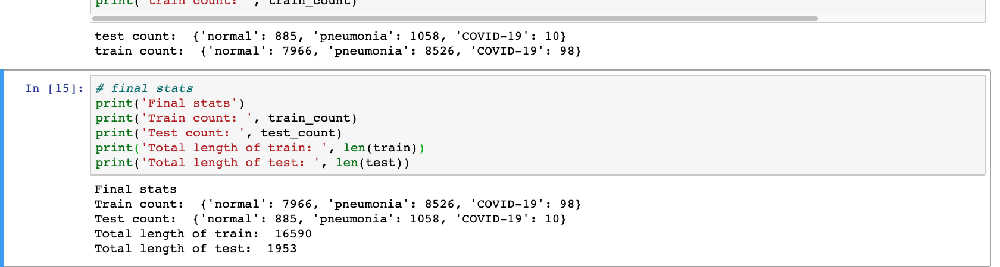 print( 'train count: ', train_count)
test count:  {'normal': 885, 'pneumonia': 1058, 'COVID-19': 10}
train count:  {'normal': 7966, 'pneumonia': 8526, 'COVID-19': 98}
In [15]:
# final stats
print('Final stats')
print('Train count: ', train_count)
print('Test count: ', test_count)
print('Total length of train: ', len(train))
print('Total length of test: ', len(test))
Final stats
Train count:  {'normal': 7966, 'pneumonia': 8526, 'COVID-19': 98}
Test count:  {'normal': 885, 'pneumonia': 1058, 'COVID-19': 10}
Total length of train:  16590
Total length of test:  1953